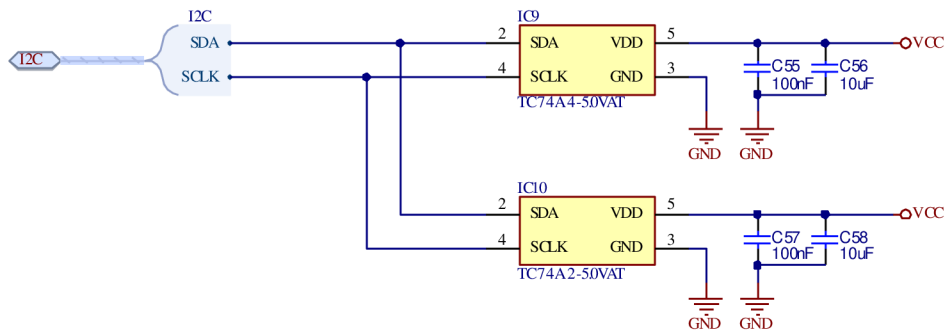 I2C
IC9
I2C
SDA
SCLK
2
SDA
VDD
5
VCC
4
SCLK
GND
3
C55
100nF
C56
10uF
TC74A4-5.0VAT
GND
GND
IC10
2
SDA
VDD
5
VCC
4
SCLK
GND
3
C57
100nF
C58
10uF
TC74A2-5.0VAT
GND
GND